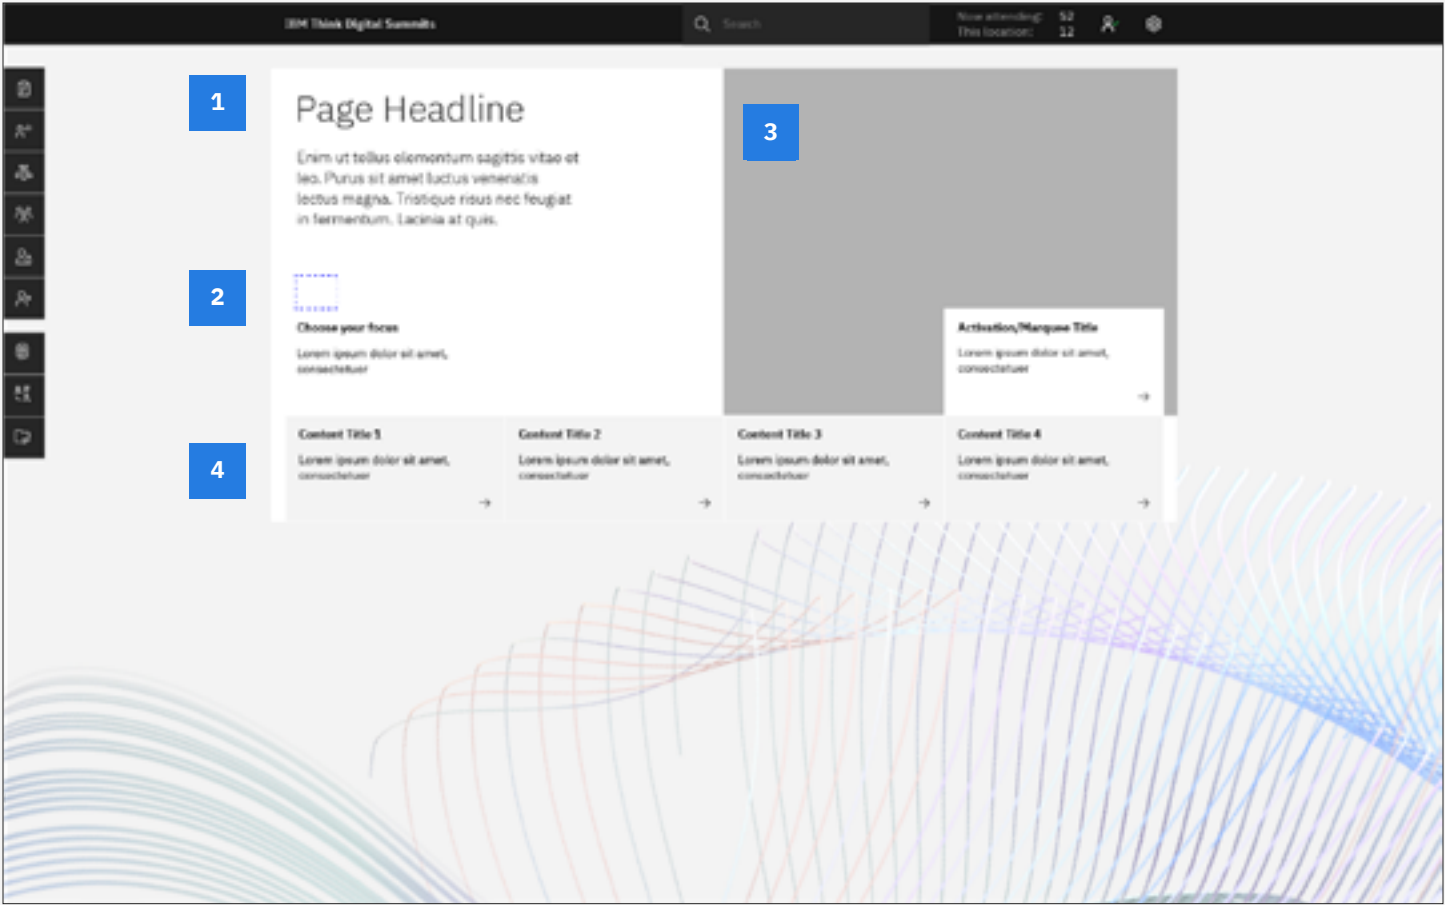 IBM Think Digital Summits
Search
Now attending: 52
This location: 12
1
Page Headline
Enim ut tellus elementum sagittis vitae et
leo. Purus sit amet luctus venenatis
lectus magna. Tristique risus nec feugiat
in fermentum. Lacinia at quis.
3
2
Choose your focus
Lorem ipsum dolor sit amet,
consectetuer
Activation/Marquee Title
Lorem ipsum dolor sit amet,
consectetuer
4
Content Title 1
Lorem ipsum dolor sit amet,
consectetuer
Content Title 2
Lorem ipsum dolor sit amet,
consectetuer
Content Title 3
Lorem ipsum dolor sit amet,
consectetuer
Content Title 4
Lorem ipsum dolor sit amet,
consectetuer